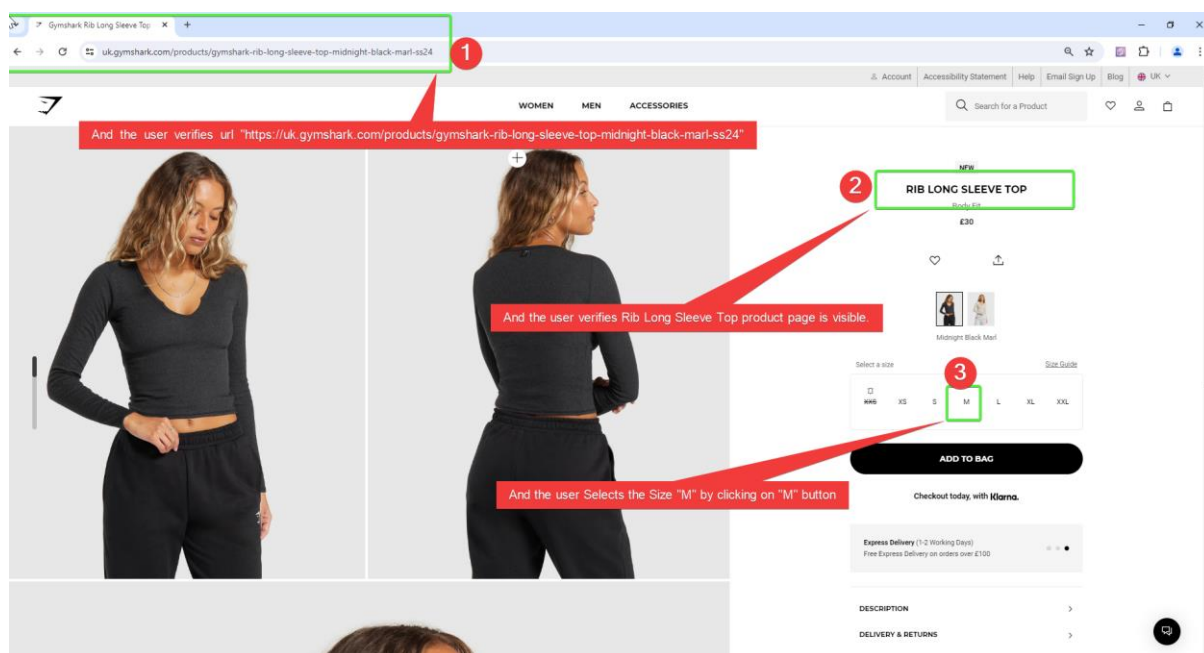 Gymshark Rib Long Sleeve Top
uk.gymshark.com/products/gymshark-rib-long-sleeve-top-midnight-black-marl-ss24
1
Account Accessibility Statement Help Email Sign Up Blog UK
WOMEN MEN ACCESSORIES
Search for a Product
And the user verifies url "https://uk.gymshark.com/products/gymshark-rib-long-sleeve-top-midnight-black-marl-ss24"
NEW
2
RIB LONG SLEEVE TOP
Body Fit
£30
And the user verifies Rib Long Sleeve Top product page is visible.
Midnight Black Marl
Select a size
3
Size Guide
XXS XS S M L XL XXL
ADD TO BAG
And the user Selects the Size "M" by clicking on "M" button
Checkout today, with Klarna.
Express Delivery (1-2 Working Days)
Free Express Delivery on orders over £100
DESCRIPTION
DELIVERY & RETURNS